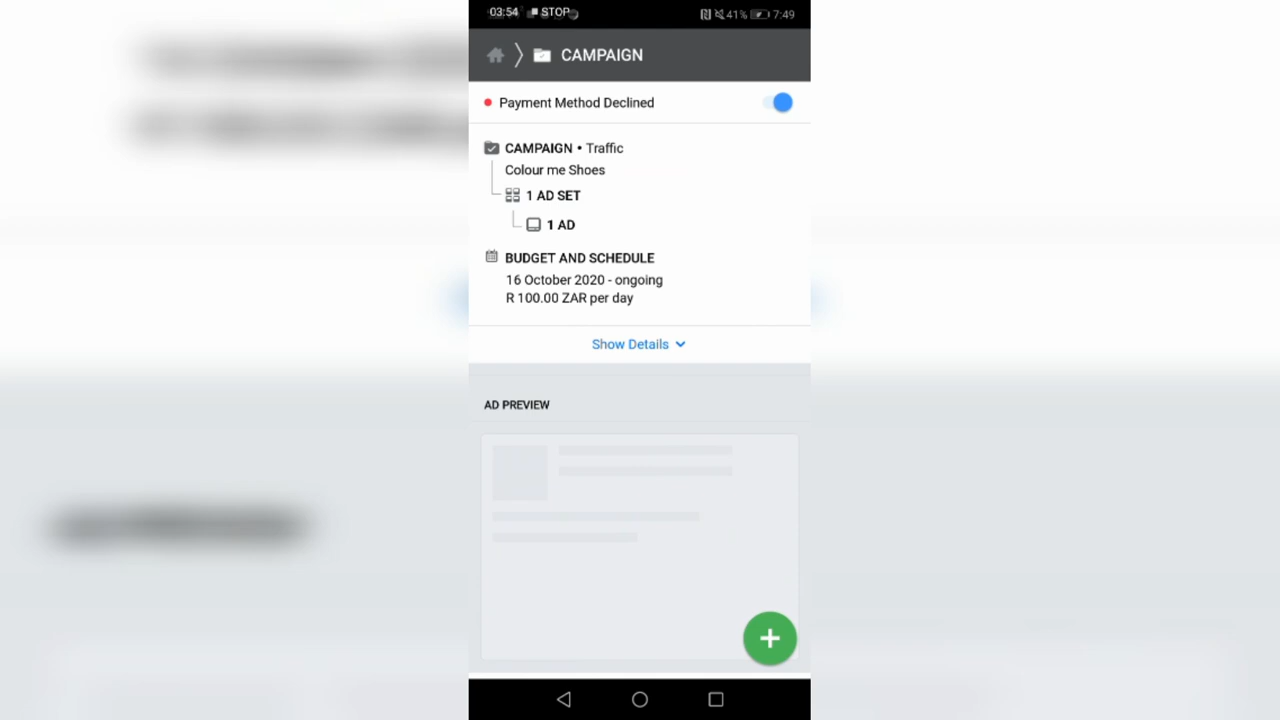 03:54 STOP 41% 7:49
CAMPAIGN
Payment Method Declined
CAMPAIGN • Traffic
Colour me Shoes
1 AD SET
1 AD
BUDGET AND SCHEDULE
16 October 2020 - ongoing
R 100.00 ZAR per day
Show Details
AD PREVIEW